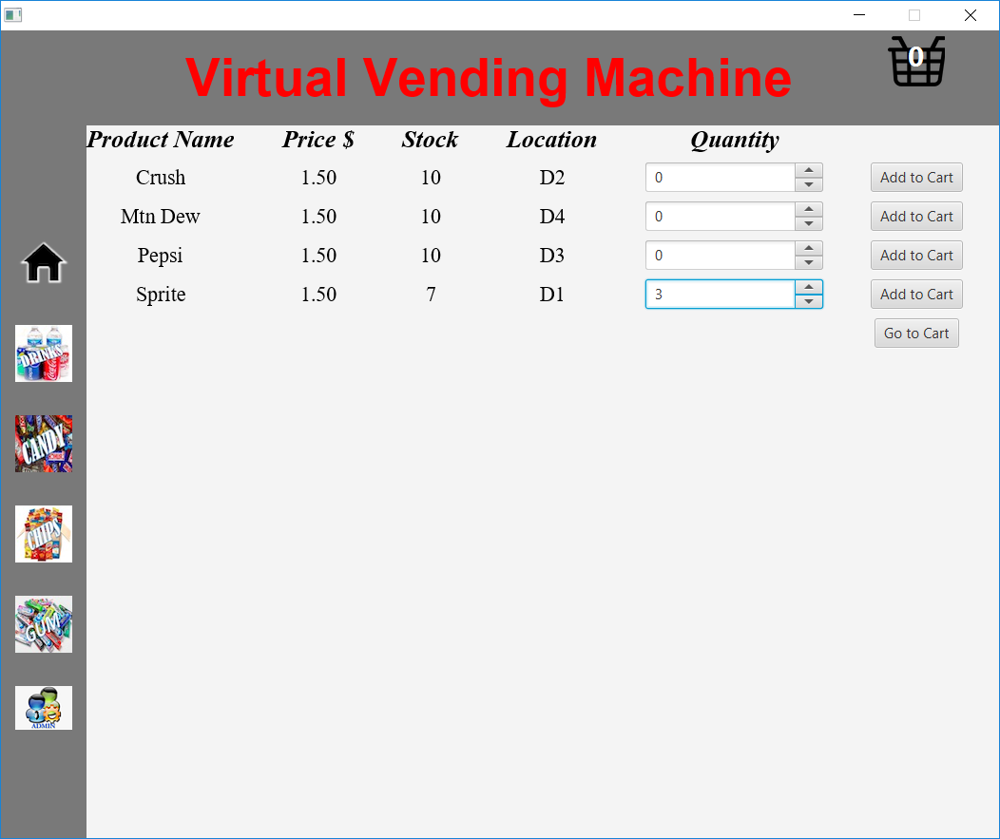 Virtual Vending Machine
0
Product Name Price $ Stock Location Quantity
Crush 1.50 10 D2 0 Add to Cart
Mtn Dew 1.50 10 D4 0 Add to Cart
Pepsi 1.50 10 D3 0 Add to Cart
Sprite 1.50 7 D1 3 Add to Cart
Go to Cart
DRINKS
CANDY
CHIPS
GUM
ADMIN